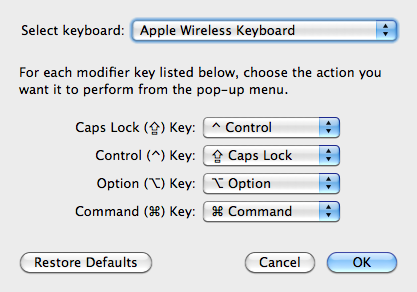 Select keyboard: Apple Wireless Keyboard
For each modifier key listed below, choose the action you
want it to perform from the pop-up menu.
Caps Lock (⇪) Key: ^ Control
Control (^) Key: ⇪ Caps Lock
Option (⌥) Key: ⌥ Option
Command (⌘) Key: ⌘ Command
Restore Defaults Cancel OK